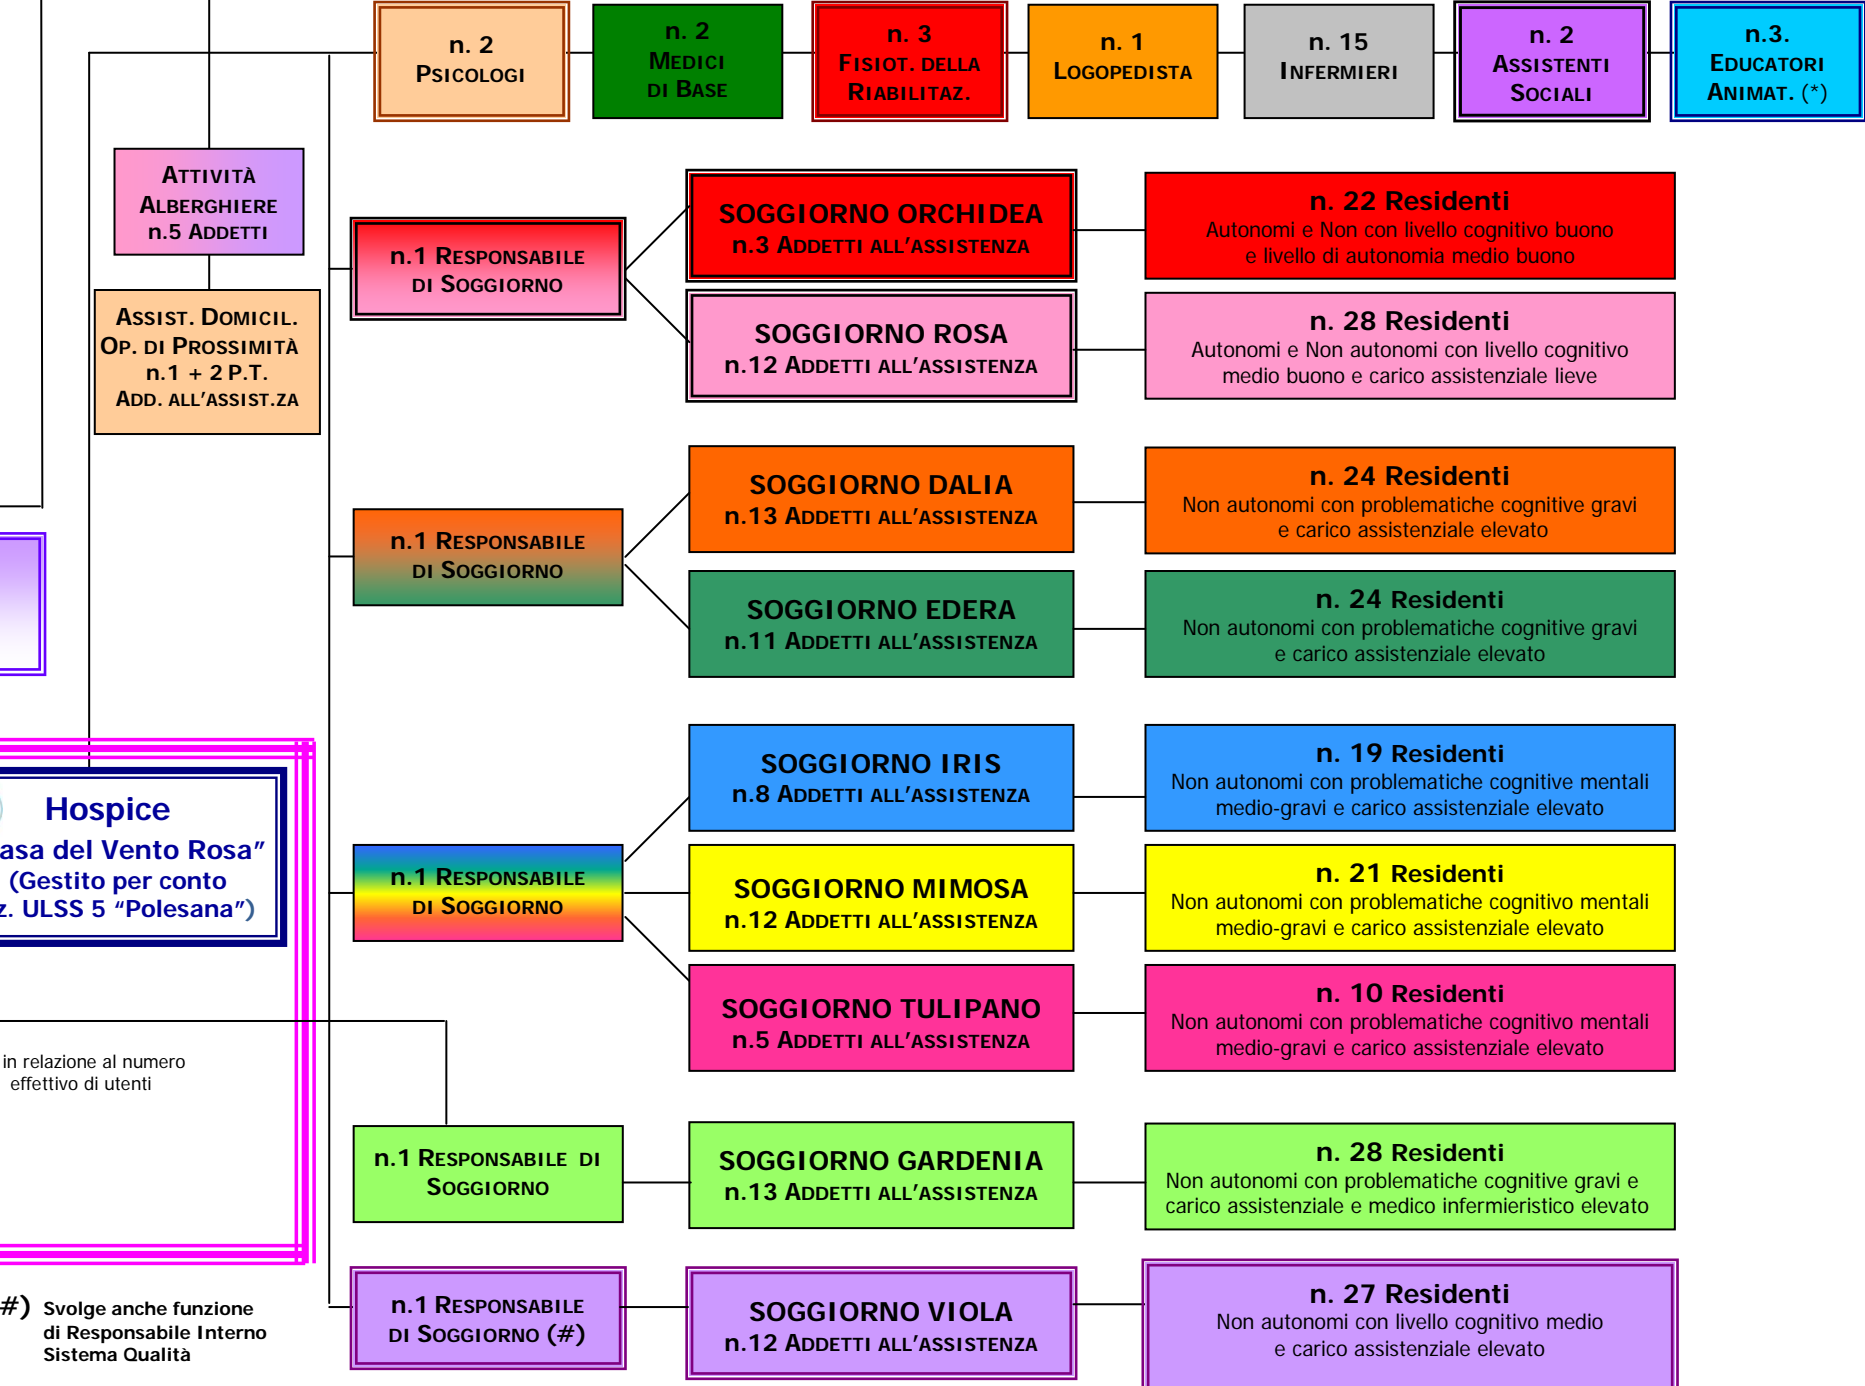 n. 2
PSICOLOGI
n. 2
MEDICI
DI BASE
n. 3
FISIOT. DELLA
RIABILITAZ.
n. 1
LOGOPEDISTA
n. 15
INFERMIERI
n. 2
ASSISTENTI
SOCIALI
n.3.
EDUCATORI
ANIMAT. (*)
ATTIVITÀ
ALBERGHIERE
n.5 ADDETTI
ASSIST. DOMICIL.
OP. DI PROSSIMITÀ
n.1 + 2 P.T.
ADD. ALL'ASSIST.ZA
n.1 RESPONSABILE
DI SOGGIORNO
SOGGIORNO ORCHIDEA
n.3 ADDETTI ALL'ASSISTENZA
n. 22 Residenti
Autonomi e Non con livello cognitivo buono
e livello di autonomia medio buono
SOGGIORNO ROSA
n.12 ADDETTI ALL'ASSISTENZA
n. 28 Residenti
Autonomi e Non autonomi con livello cognitivo
medio buono e carico assistenziale lieve
n.1 RESPONSABILE
DI SOGGIORNO
SOGGIORNO DALIA
n.13 ADDETTI ALL'ASSISTENZA
n. 24 Residenti
Non autonomi con problematiche cognitive gravi
e carico assistenziale elevato
SOGGIORNO EDERA
n.11 ADDETTI ALL'ASSISTENZA
n. 24 Residenti
Non autonomi con problematiche cognitive gravi
e carico assistenziale elevato
n.1 RESPONSABILE
DI SOGGIORNO
SOGGIORNO IRIS
n.8 ADDETTI ALL'ASSISTENZA
n. 19 Residenti
Non autonomi con problematiche cognitive mentali
medio-gravi e carico assistenziale elevato
SOGGIORNO MIMOSA
n.12 ADDETTI ALL'ASSISTENZA
n. 21 Residenti
Non autonomi con problematiche cognitivo mentali
medio-gravi e carico assistenziale elevato
SOGGIORNO TULIPANO
n.5 ADDETTI ALL'ASSISTENZA
n. 10 Residenti
Non autonomi con problematiche cognitivo mentali
medio-gravi e carico assistenziale elevato
Hospice
asa del Vento Rosa"
(Gestito per conto
z. ULSS 5 "Polesana")
in relazione al numero
effettivo di utenti
n.1 RESPONSABILE DI
SOGGIORNO
SOGGIORNO GARDENIA
n.13 ADDETTI ALL'ASSISTENZA
n. 28 Residenti
Non autonomi con problematiche cognitive gravi e
carico assistenziale e medico infermieristico elevato
#) Svolge anche funzione
di Responsabile Interno
Sistema Qualità
n.1 RESPONSABILE
DI SOGGIORNO (#)
SOGGIORNO VIOLA
n.12 ADDETTI ALL'ASSISTENZA
n. 27 Residenti
Non autonomi con livello cognitivo medio
e carico assistenziale elevato